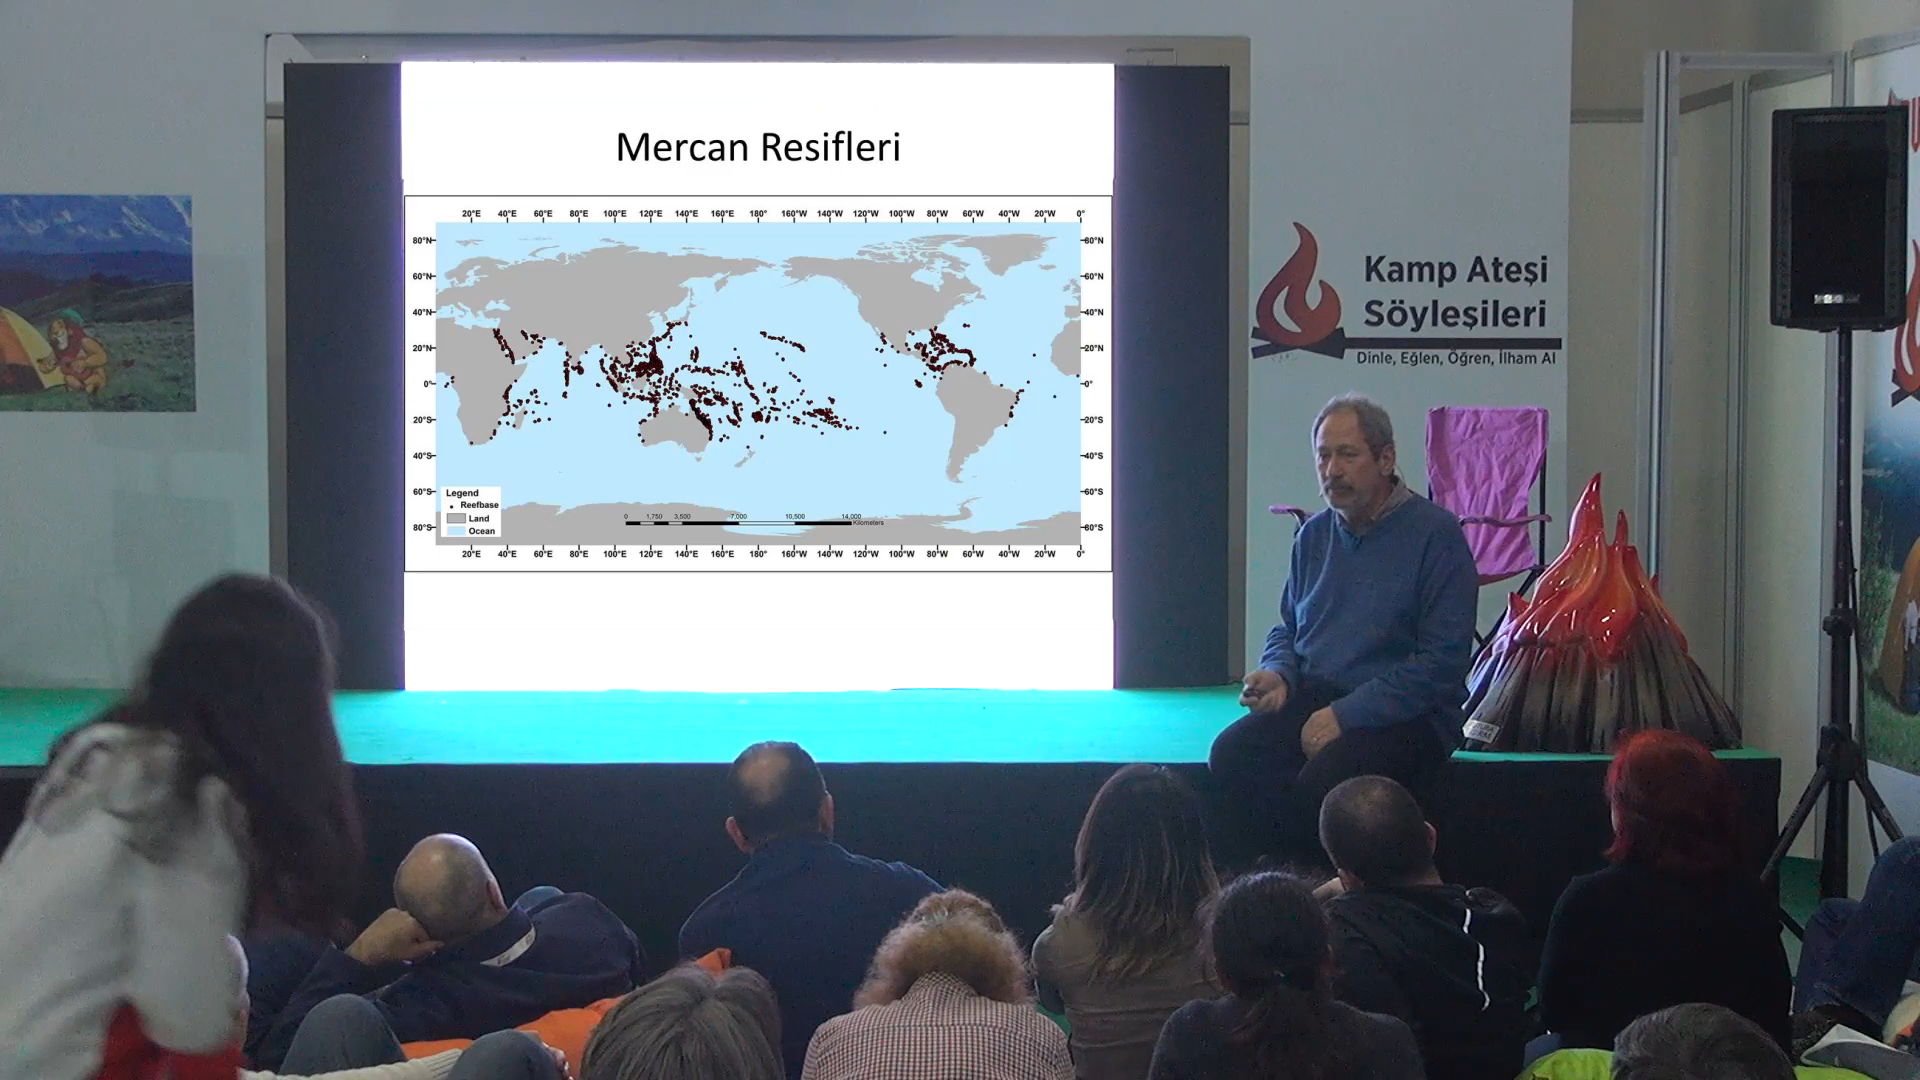 Mercan Resifleri
20°E 40°E 60°E 80°E 100°E 120°E 140°E 160°E 180° 160°W 140°W 120°W 100°W 80°W 60°W 40°W 20°W 0°
80°N 80°N
60°N 60°N
40°N 40°N
20°N 20°N
0° 0°
20°S 20°S
40°S 40°S
60°S 60°S
80°S 80°S
Legend
Reefbase
Land
Ocean
0 1,750 3,500 7,000 10,500 14,000
Kilometers
20°E 40°E 60°E 80°E 100°E 120°E 140°E 160°E 180° 160°W 140°W 120°W 100°W 80°W 60°W 40°W 20°W 0°
Kamp Ateşi
Söyleşileri
Dinle, Eğlen, Öğren, İlham Al